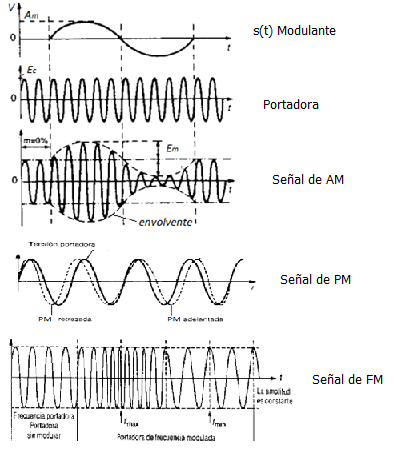 V
Am
0
t
s(t) Modulante
Ec
0
t
Portadora
m=0%
Em
0
t
Señal de AM
envolvente
Tensión portadora
t
Señal de PM
PM retrasada
PM adelantada
t
La amplitud
es constante
Señal de FM
Frecuencia portadora
Portadora
sin modular
fmax
fmin
Portadora de frecuencia modulada